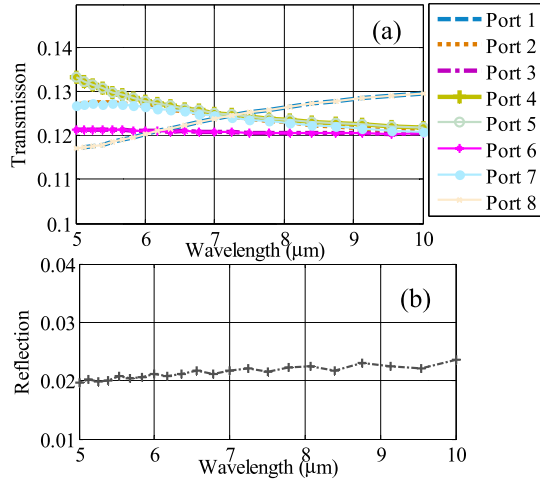 (a)
Transmisson
0.14
0.13
0.12
0.11
0.1
5
6
7
8
9
10
Wavelength (μm)
Port 1
Port 2
Port 3
Port 4
Port 5
Port 6
Port 7
Port 8
(b)
Reflection
0.04
0.03
0.02
0.01
5
6
7
8
9
10
Wavelength (μm)